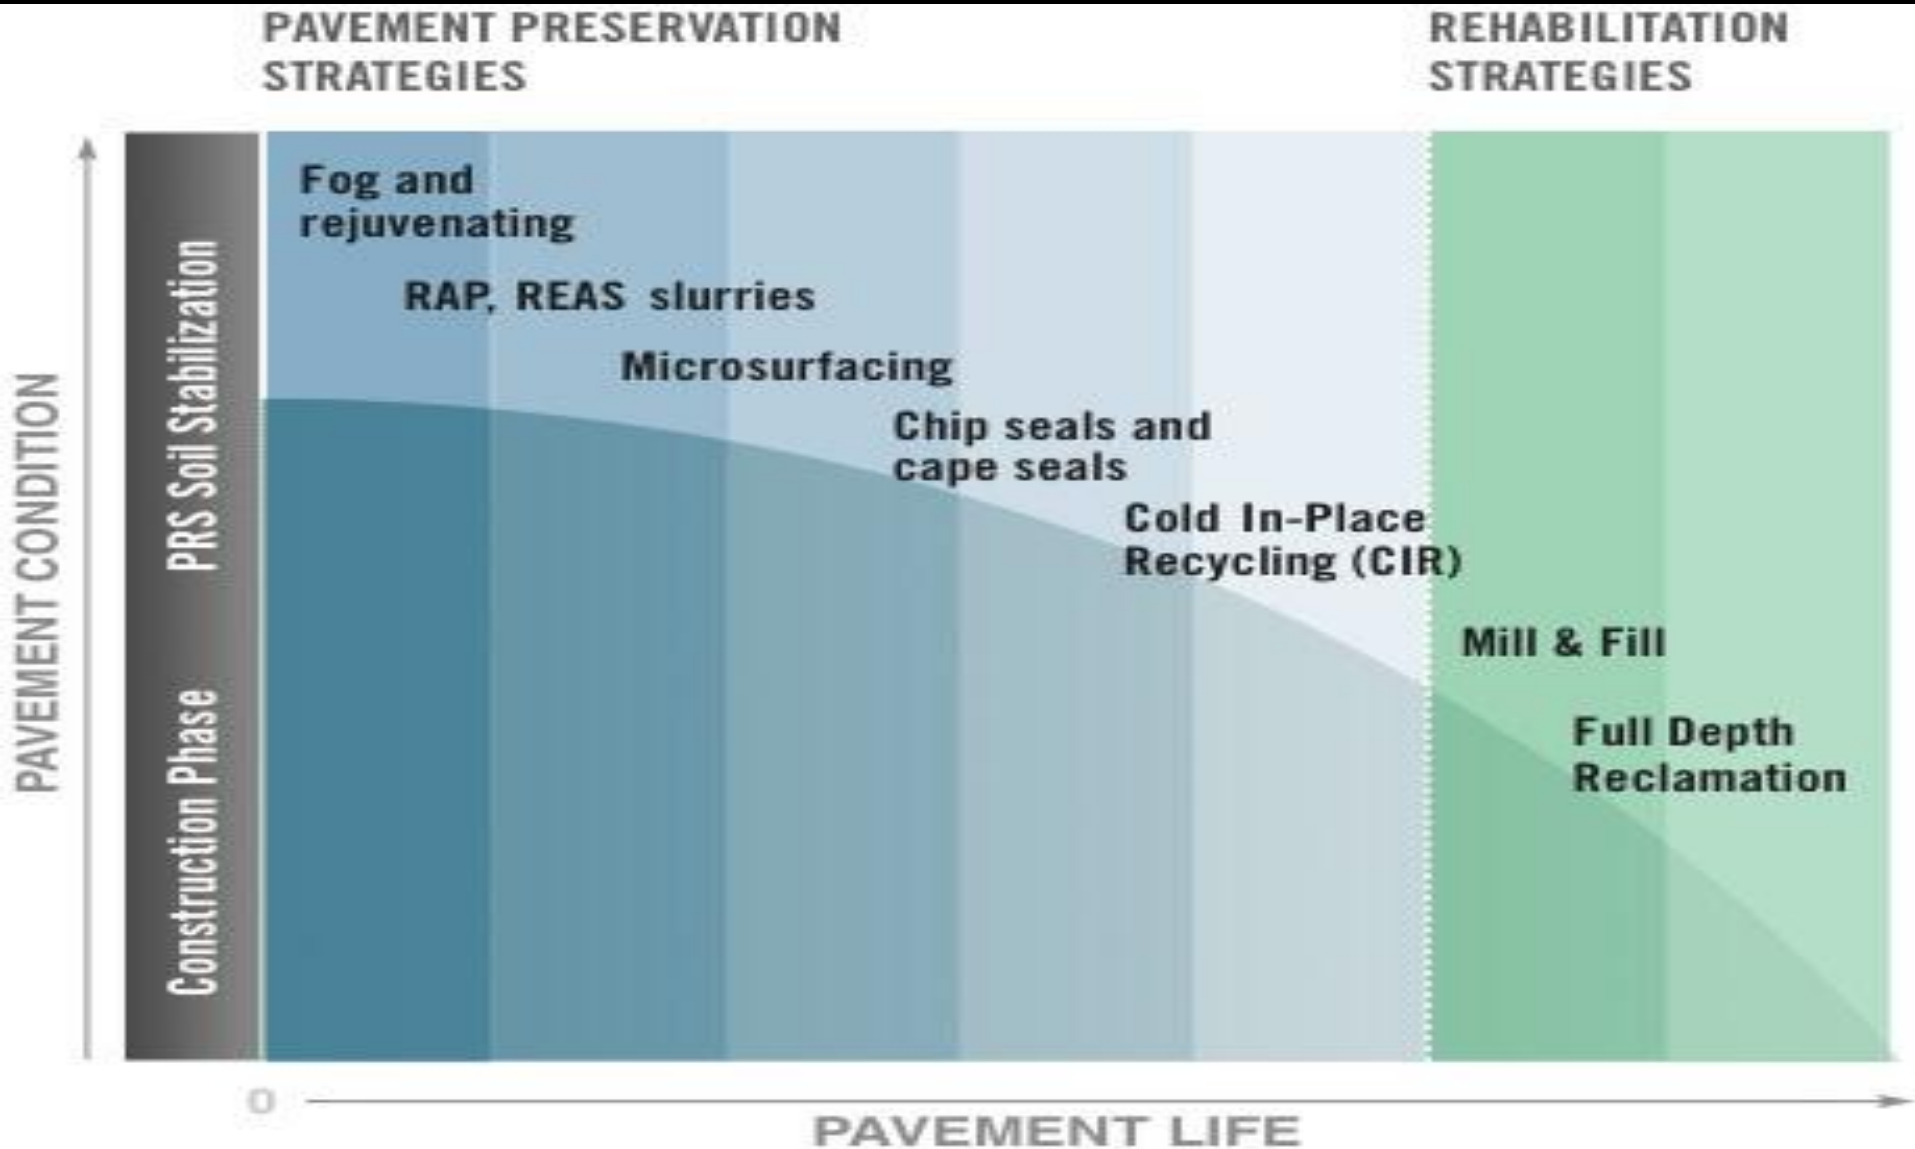 PAVEMENT PRESERVATION
STRATEGIES
REHABILITATION
STRATEGIES
Fog and
rejuvenating
RAP, REAS slurries
Microsurfacing
Chip seals and
cape seals
Cold In-Place
Recycling (CIR)
Mill & Fill
Full Depth
Reclamation
PRS Soil Stabilization
Construction Phase
PAVEMENT CONDITION
0
PAVEMENT LIFE